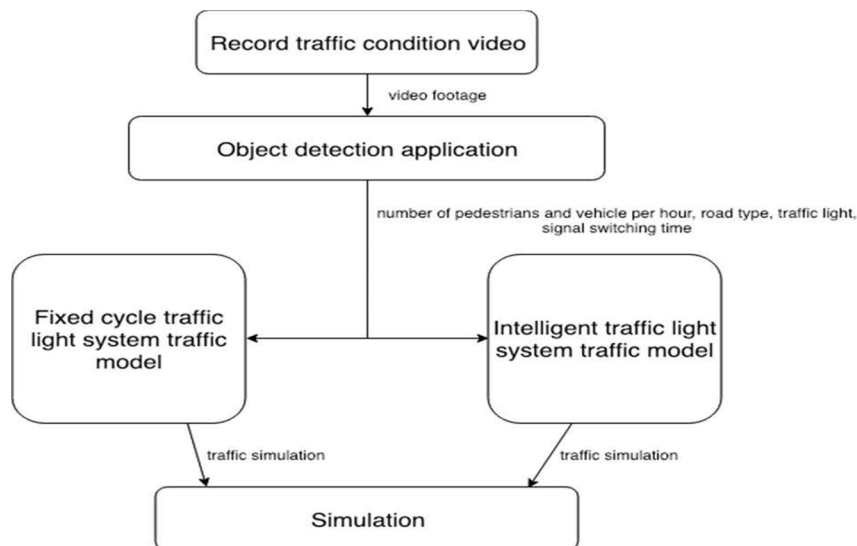 Record traffic condition video
video footage
Object detection application
number of pedestrians and vehicle per hour, road type, traffic light,
signal switching time
Fixed cycle traffic
light system traffic
model
Intelligent traffic light
system traffic model
traffic simulation
traffic simulation
Simulation